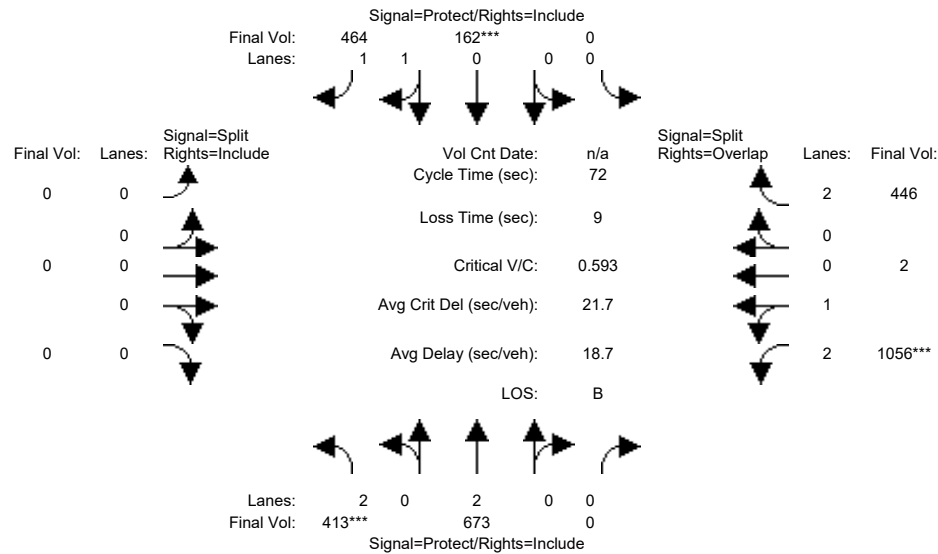 Signal=Protect/Rights=Include
Final Vol: 464 162*** 0
Lanes: 1 1 0 0 0
Signal=Split Signal=Split
Final Vol: Lanes: Rights=Include Vol Cnt Date: n/a Rights=Overlap Lanes: Final Vol:
Cycle Time (sec): 72
0 0 2 446
Loss Time (sec): 9
0 0
0 0 Critical V/C: 0.593 0 2
0 Avg Crit Del (sec/veh): 21.7 1
0 0 Avg Delay (sec/veh): 18.7 2 1056***
LOS: B
Lanes: 2 0 2 0 0
Final Vol: 413*** 673 0
Signal=Protect/Rights=Include